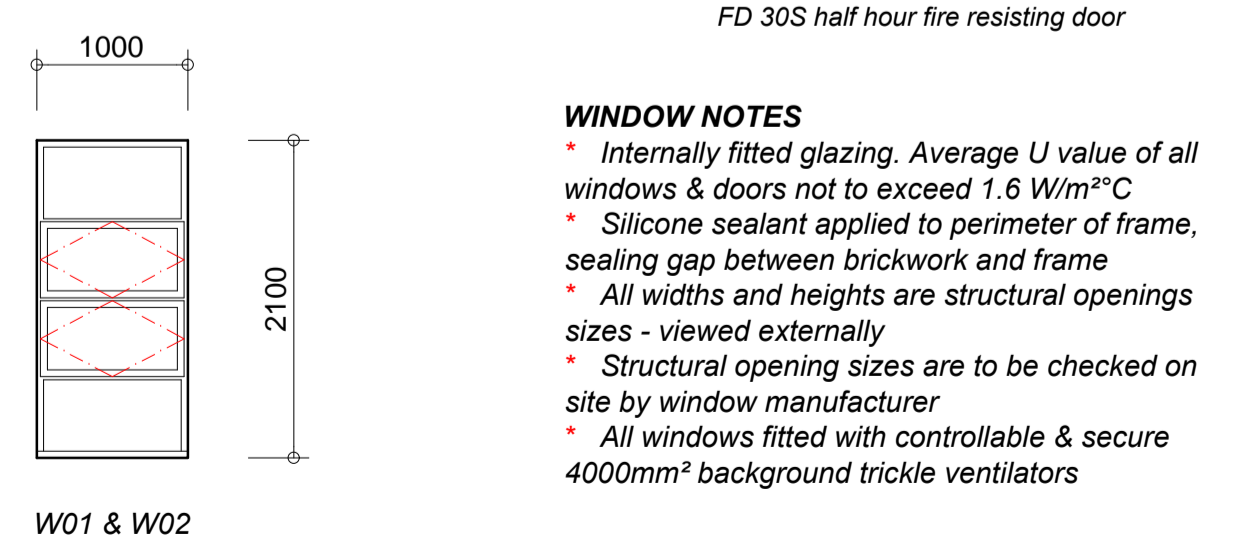 FD 30S half hour fire resisting door
1000
2100
W01 & W02
WINDOW NOTES
* Internally fitted glazing. Average U value of all
windows & doors not to exceed 1.6 W/m²°C
* Silicone sealant applied to perimeter of frame,
sealing gap between brickwork and frame
* All widths and heights are structural openings
sizes - viewed externally
* Structural opening sizes are to be checked on
site by window manufacturer
* All windows fitted with controllable & secure
4000mm² background trickle ventilators